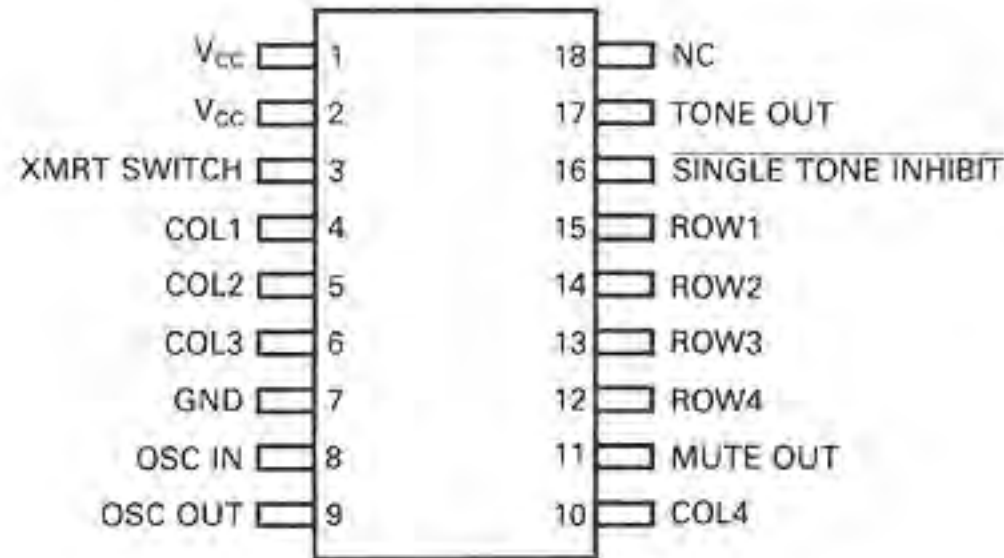 VCC 1 18 NC
VCC 2 17 TONE OUT
XMRT SWITCH 3 16 SINGLE TONE INHIBIT
COL1 4 15 ROW1
COL2 5 14 ROW2
COL3 6 13 ROW3
GND 7 12 ROW4
OSC IN 8 11 MUTE OUT
OSC OUT 9 10 COL4